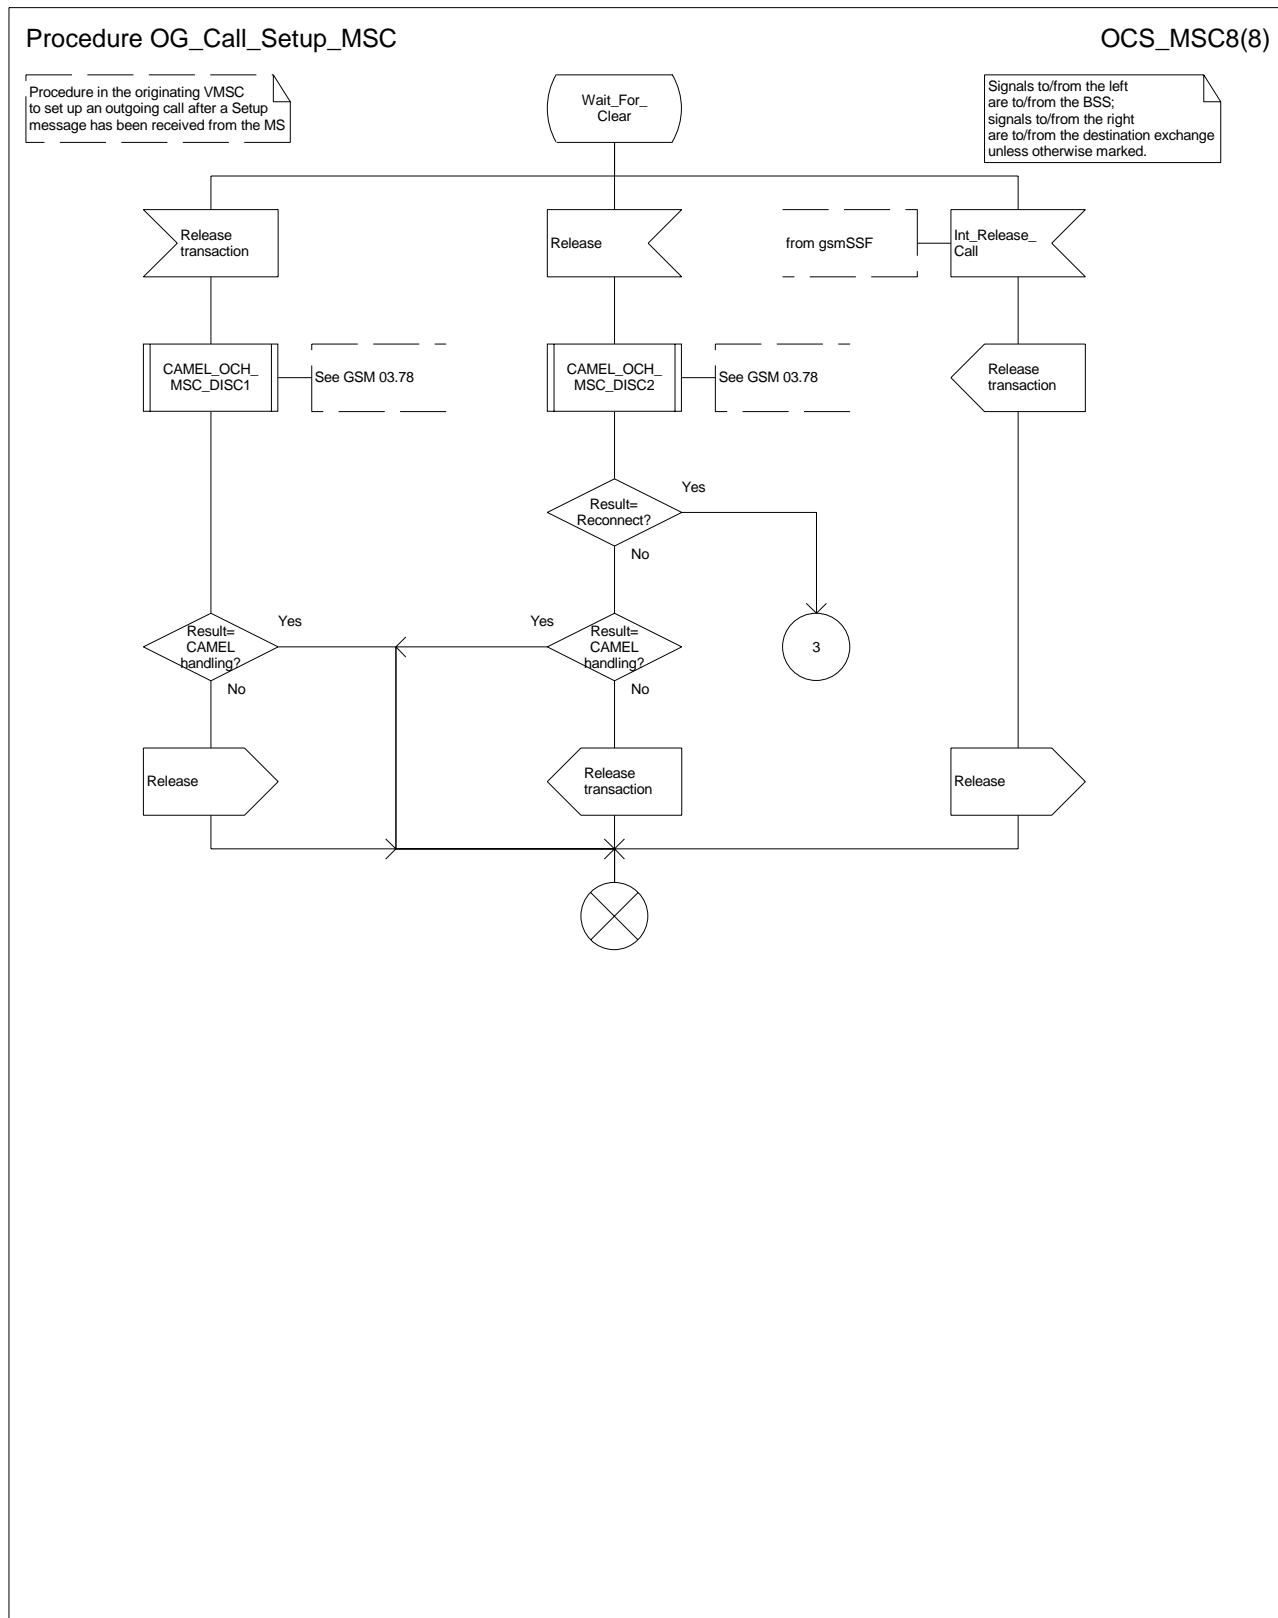 Procedure OG_Call_Setup_MSC
OCS_MSC8(8)
Procedure in the originating VMSC
to set up an outgoing call after a Setup
message has been received from the MS
Wait_For_
Clear
Signals to/from the left
are to/from the BSS;
signals to/from the right
are to/from the destination exchange
unless otherwise marked.
Release
transaction
Release
from gsmSSF
Int_Release_
Call
CAMEL_OCH_
MSC_DISC1
See GSM 03.78
CAMEL_OCH_
MSC_DISC2
See GSM 03.78
Release
transaction
Result=
Reconnect?
Yes
No
Result=
CAMEL
handling?
Yes
No
Yes
Result=
CAMEL
handling?
No
3
Release
Release
transaction
Release